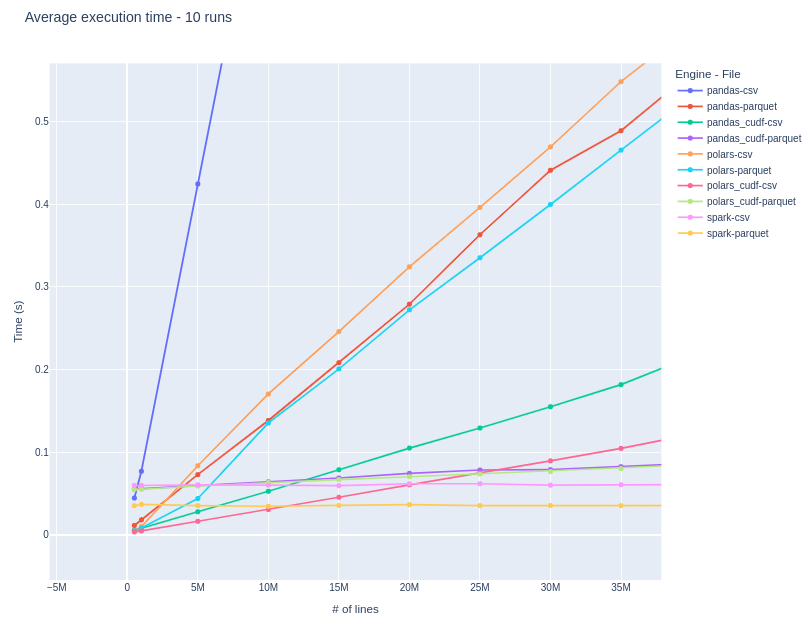 Average execution time - 10 runs
Engine - File
pandas-csv
pandas-parquet
pandas_cudf-csv
pandas_cudf-parquet
polars-csv
polars-parquet
polars_cudf-csv
polars_cudf-parquet
spark-csv
spark-parquet
Time (s)
0.5
0.4
0.3
0.2
0.1
0
−5M 0 5M 10M 15M 20M 25M 30M 35M
# of lines